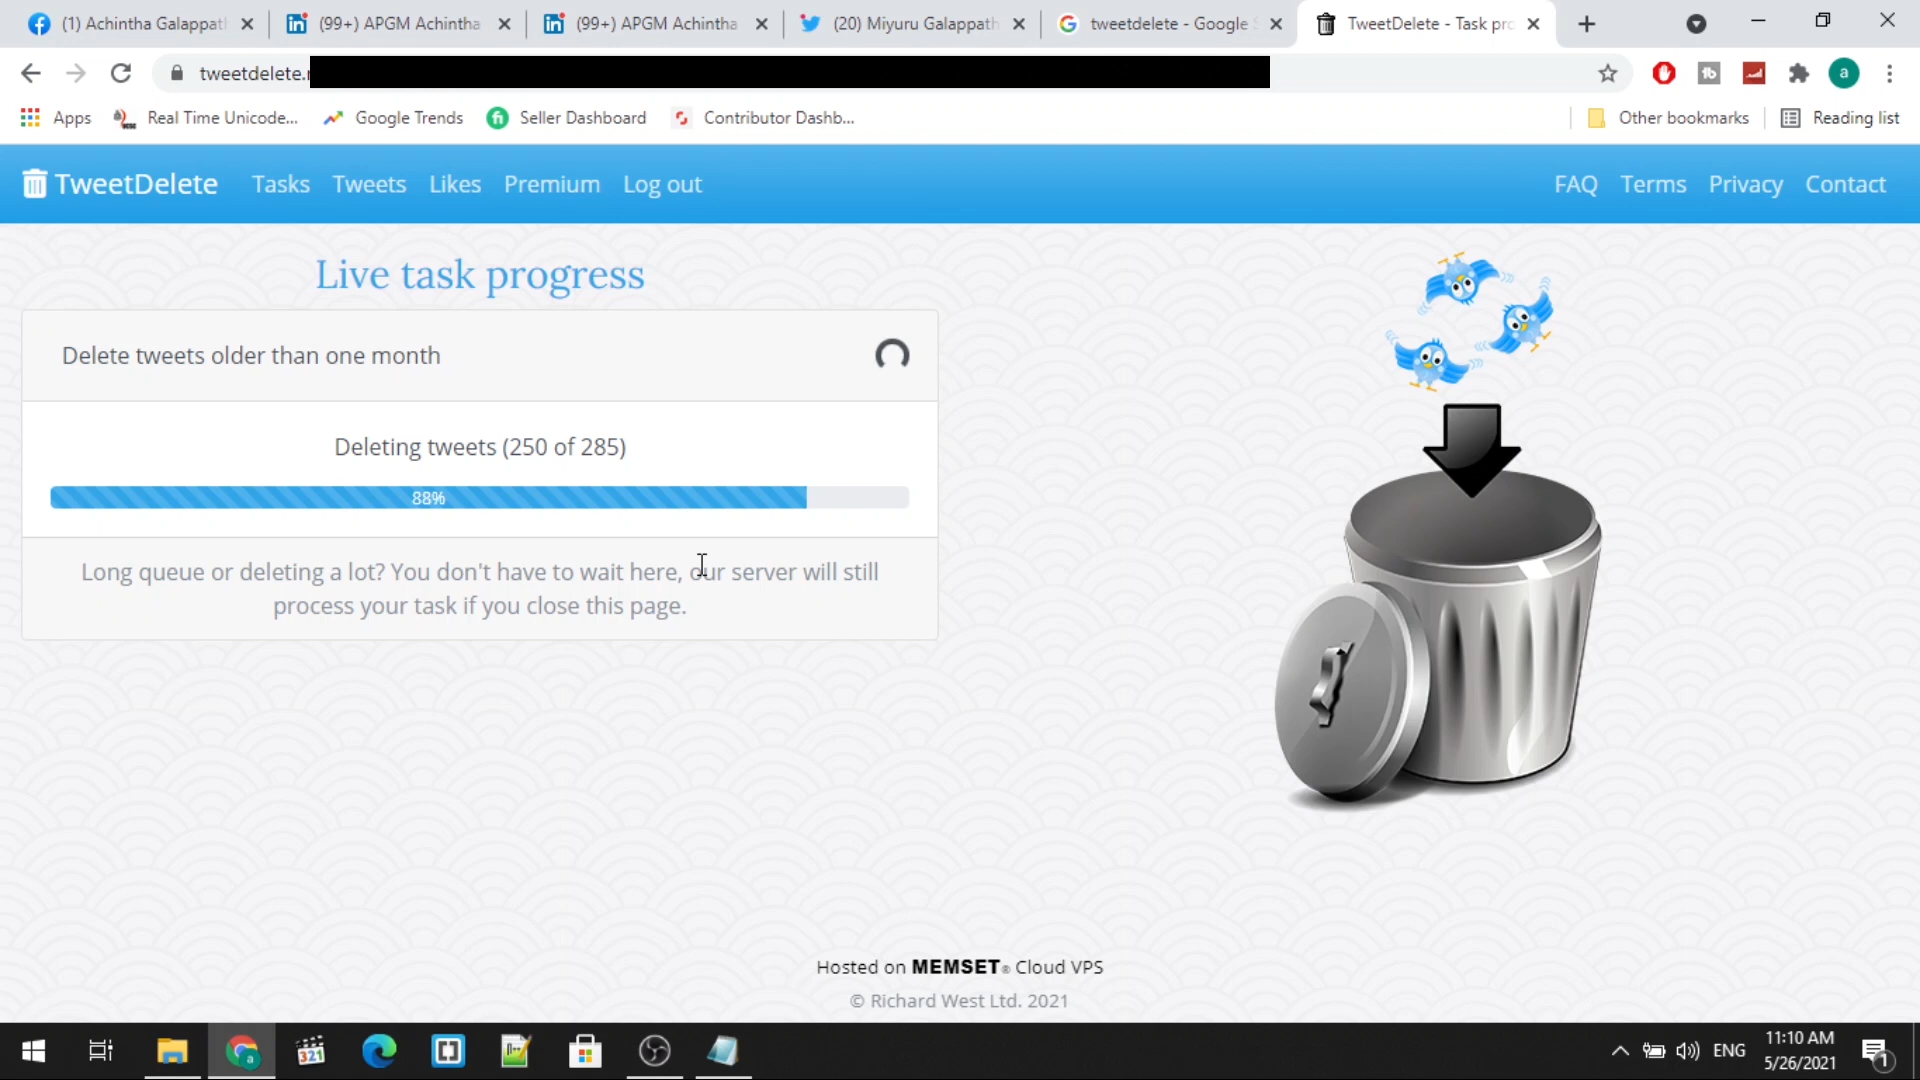 (1) Achintha Galappat
(99+) APGM Achintha
(99+) APGM Achintha
(20) Miyuru Galappath
tweetdelete - Google S
TweetDelete - Task pro
tweetdelete.
a
Apps
Real Time Unicode...
Google Trends
Seller Dashboard
Contributor Dashb...
Other bookmarks
Reading list
TweetDelete
Tasks
Tweets
Likes
Premium
Log out
FAQ
Terms
Privacy
Contact
Live task progress
Delete tweets older than one month
Deleting tweets (250 of 285)
88%
Long queue or deleting a lot? You don't have to wait here, our server will still
process your task if you close this page.
Hosted on MEMSET® Cloud VPS
© Richard West Ltd. 2021
321
a
ENG
11:10 AM
5/26/2021
1